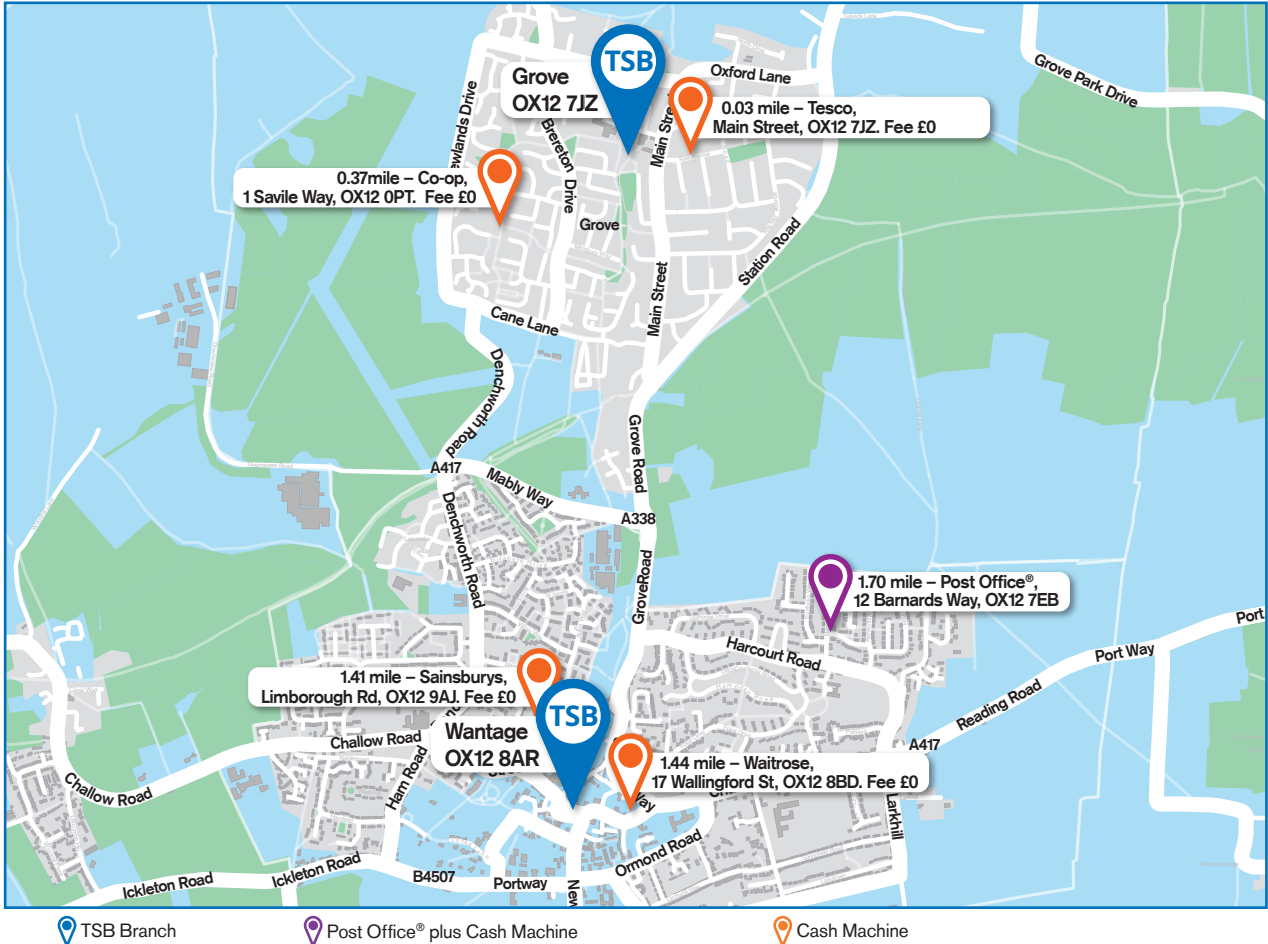 Oxford Lane
Grove Park Drive
TSB
Grove
OX12 7JZ
Main Street
0.03 mile – Tesco,
Main Street, OX12 7JZ. Fee £0
Brereton Drive
0.37mile – Co-op,
1 Savile Way, OX12 0PT. Fee £0
Grove
Station Road
Main Street
Cane Lane
Denchworth Road
Grove Road
A417
Mably Way
A338
Denchworth Road
GroveRoad
1.70 mile – Post Office®,
12 Barnards Way, OX12 7EB
Port
Harcourt Road
Port Way
1.41 mile – Sainsburys,
Limborough Rd, OX12 9AJ. Fee £0
Reading Road
TSB
Wantage
OX12 8AR
Challow Road
A417
1.44 mile – Waitrose,
17 Wallingford St, OX12 8BD. Fee £0
Challow Road
Ham Road
Larkhill
Ormond Road
Ickleton Road
Ickleton Road
B4507
Portway
New
TSB Branch
Post Office® plus Cash Machine
Cash Machine